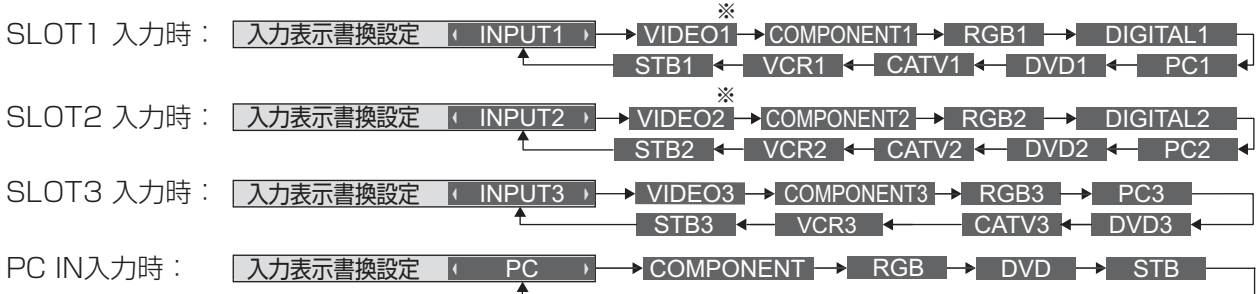 ※
SLOT1 入力時： 入力表示書換設定 INPUT1 VIDEO1 COMPONENT1 RGB1 DIGITAL1
STB1 VCR1 CATV1 DVD1 PC1
※
SLOT2 入力時： 入力表示書換設定 INPUT2 VIDEO2 COMPONENT2 RGB2 DIGITAL2
STB2 VCR2 CATV2 DVD2 PC2
SLOT3 入力時： 入力表示書換設定 INPUT3 VIDEO3 COMPONENT3 RGB3 PC3
STB3 VCR3 CATV3 DVD3
PC IN入力時： 入力表示書換設定 PC COMPONENT RGB DVD STB